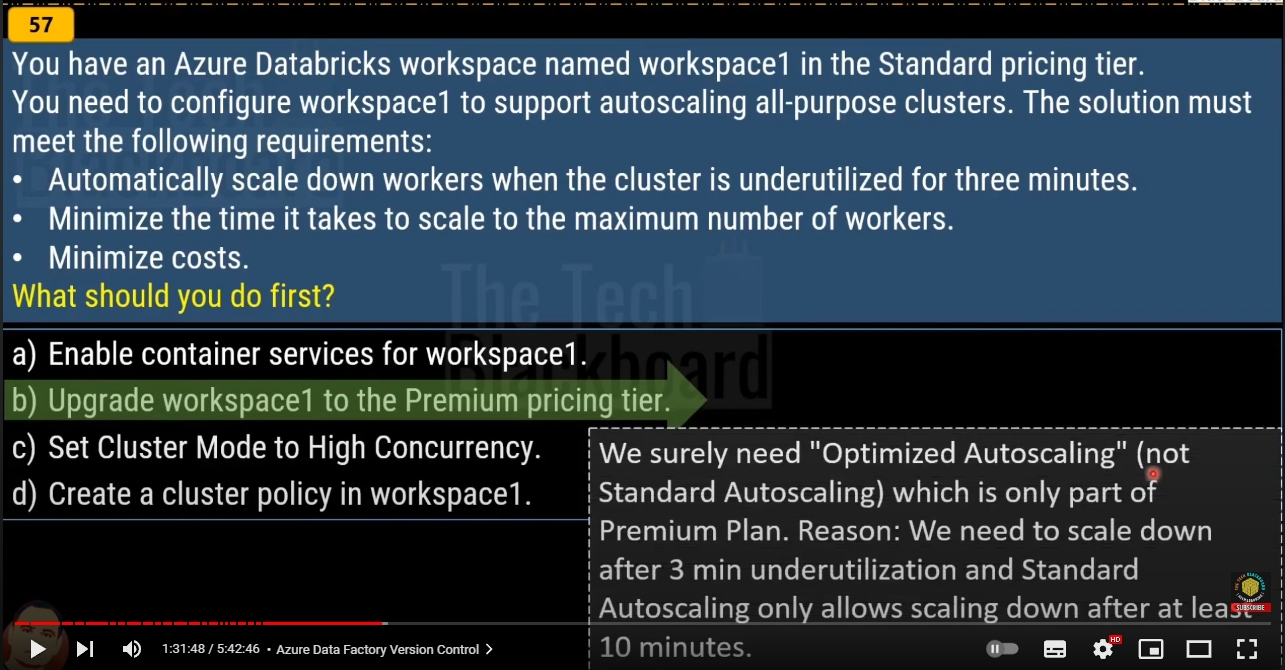 57
You have an Azure Databricks workspace named workspace1 in the Standard pricing tier.
You need to configure workspace1 to support autoscaling all-purpose clusters. The solution must
meet the following requirements:
• Automatically scale down workers when the cluster is underutilized for three minutes.
• Minimize the time it takes to scale to the maximum number of workers.
• Minimize costs.
What should you do first?
The Tech
Blackboard
a) Enable container services for workspace1.
b) Upgrade workspace1 to the Premium pricing tier.
c) Set Cluster Mode to High Concurrency.
d) Create a cluster policy in workspace1.
We surely need "Optimized Autoscaling" (not
Standard Autoscaling) which is only part of
Premium Plan. Reason: We need to scale down
after 3 min underutilization and Standard
Autoscaling only allows scaling down after at least
10 minutes.
SUBSCRIBE
1:31:48 / 5:42:46 • Azure Data Factory Version Control
HD